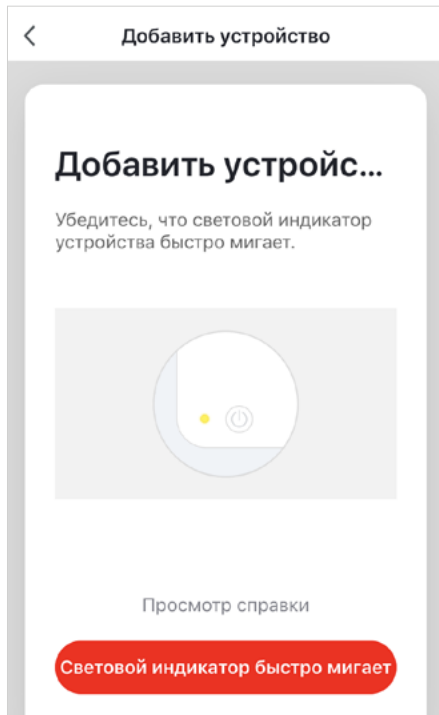 Добавить устройство
Добавить устройс...
Убедитесь, что световой индикатор
устройства быстро мигает.
Просмотр справки
Световой индикатор быстро мигает